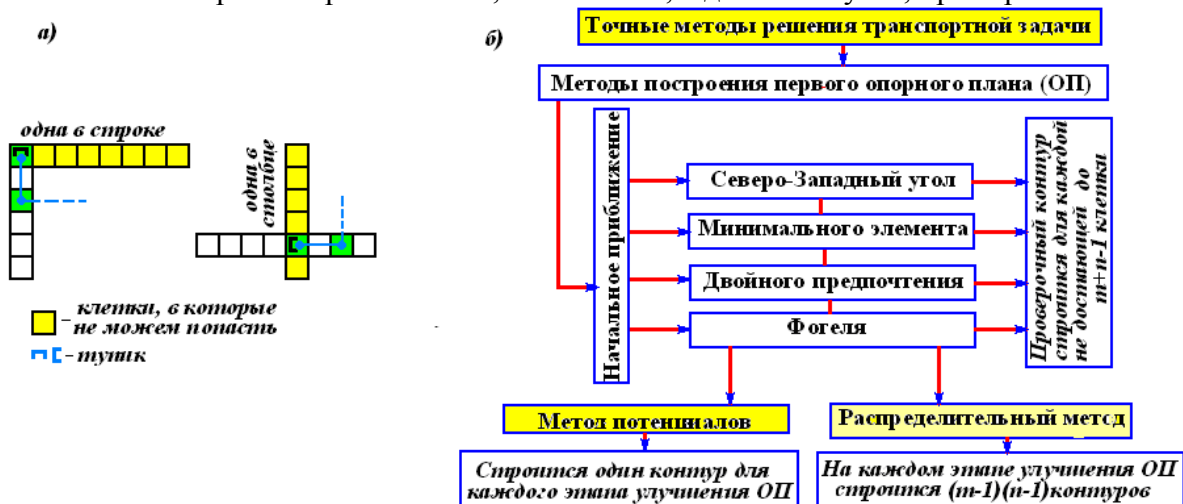 а)
одна в строке
одна в
столбце
- клетки, в которые
не можем попасть
- тупик
б)
Точные методы решения транспортной задачи
Методы построения первого опорного плана (ОП)
Начальное приближение
Северо-Западный угол
Минимального элемента
Двойного предпочтения
Фогеля
Проверочный контур
строится для каждой
не достающей до
m+n-1 клетки
Метод потенциалов
Распределительный метод
Строится один контур для
каждого этапа улучшения ОП
На каждом этапе улучшения ОП
строится (m-1)(n-1)контуров